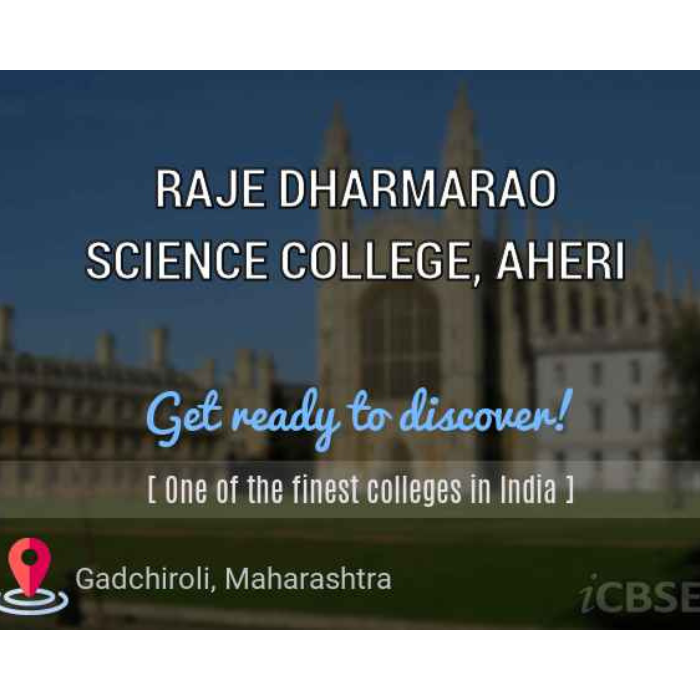 RAJE DHARMARAO
SCIENCE COLLEGE, AHERI
Get ready to discover!
[ One of the finest colleges in India ]
Gadchiroli, Maharashtra
iCBSE